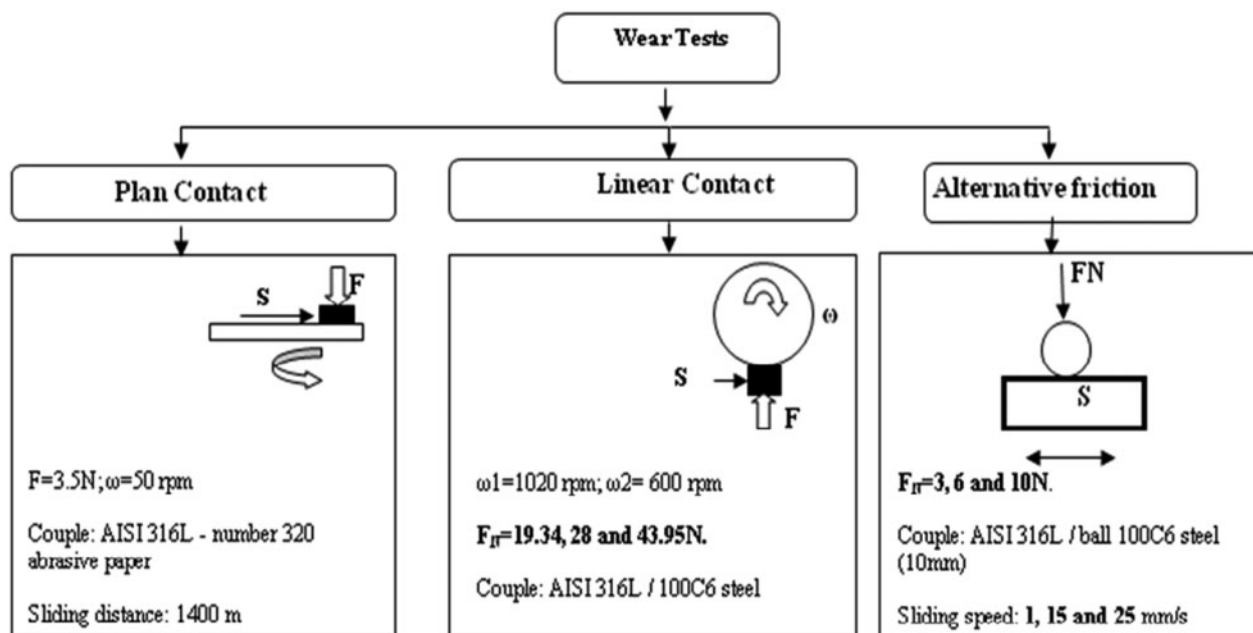 Wear Tests
Plan Contact
Linear Contact
Alternative friction
F
S
F=3.5N; ω=50 rpm
Couple: AISI 316L - number 320
abrasive paper
Sliding distance: 1400 m
ω
S
F
ω1=1020 rpm; ω2= 600 rpm
F_N=19.34, 28 and 43.95N.
Couple: AISI 316L / 100C6 steel
FN
S
F_N=3, 6 and 10N.
Couple: AISI 316L / ball 100C6 steel
(10mm)
Sliding speed: 1, 15 and 25 mm/s